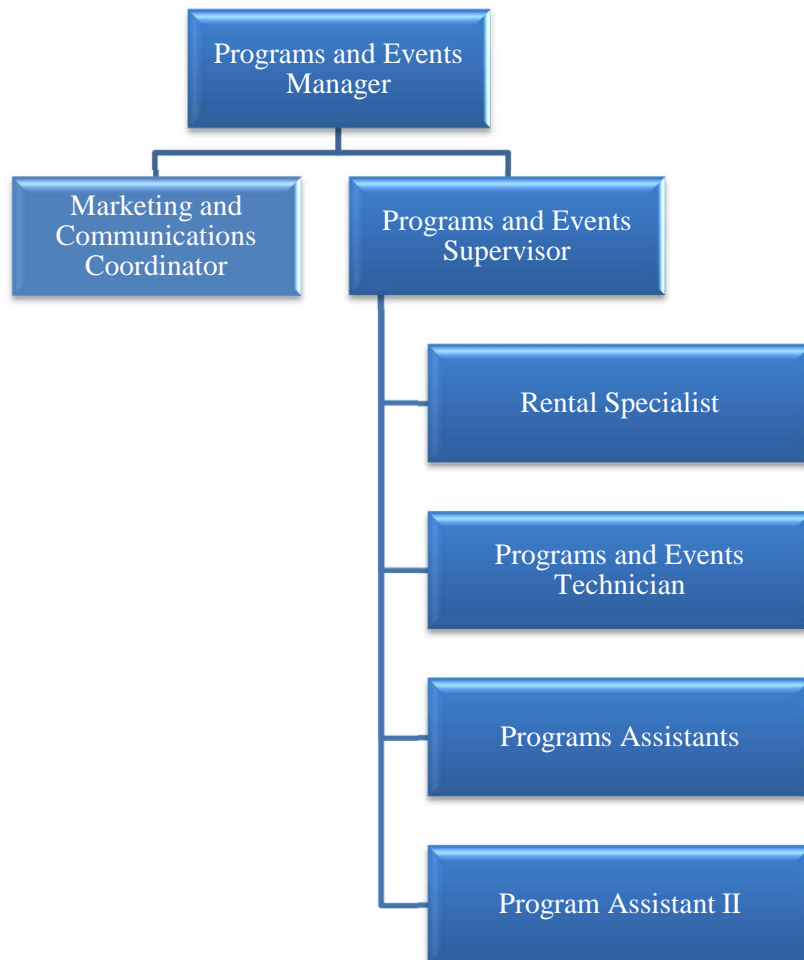 Programs and Events
Manager
Marketing and
Communications
Coordinator
Programs and Events
Supervisor
Rental Specialist
Programs and Events
Technician
Programs Assistants
Program Assistant II